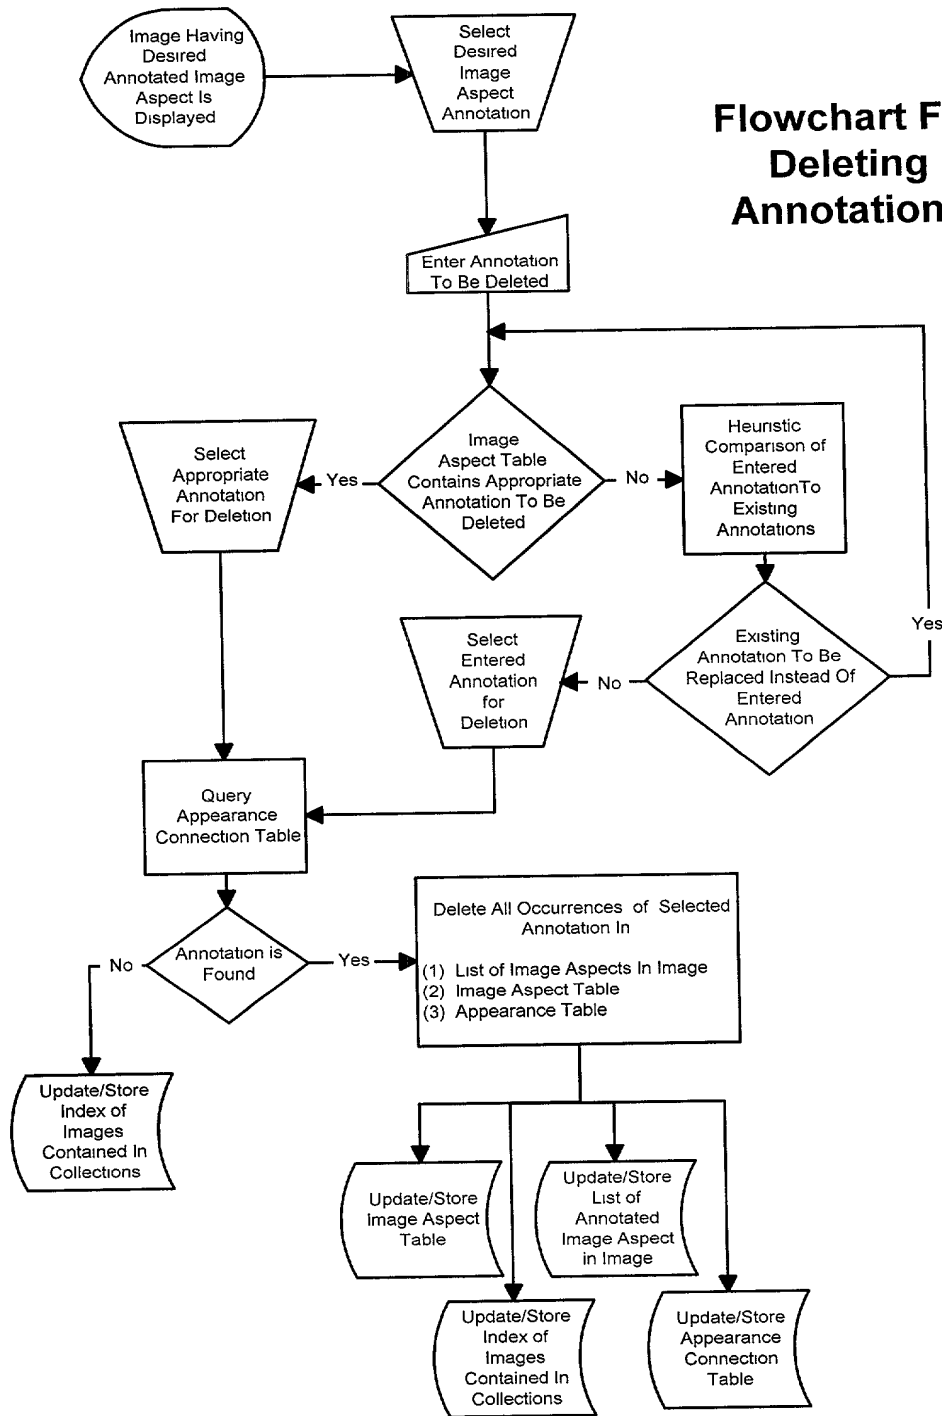 Image Having
Desired
Annotated Image
Aspect Is
Displayed
Select
Desired
Image
Aspect
Annotation
Flowchart F
Deleting
Annotation
Enter Annotation
To Be Deleted
Image
Aspect Table
Contains Appropriate
Annotation To Be
Deleted
Yes
No
Select
Appropriate
Annotation
For Deletion
Heuristic
Comparison of
Entered
AnnotationTo
Existing
Annotations
Existing
Annotation To Be
Replaced Instead Of
Entered
Annotation
Yes
No
Select
Entered
Annotation
for
Deletion
Query
Appearance
Connection Table
Annotation is
Found
No
Yes
Delete All Occurrences of Selected
Annotation In
(1) List of Image Aspects In Image
(2) Image Aspect Table
(3) Appearance Table
Update/Store
Index of
Images
Contained In
Collections
Update/Store
Image Aspect
Table
Update/Store
List of
Annotated
Image Aspect
in Image
Update/Store
Index of
Images
Contained In
Collections
Update/Store
Appearance
Connection
Table